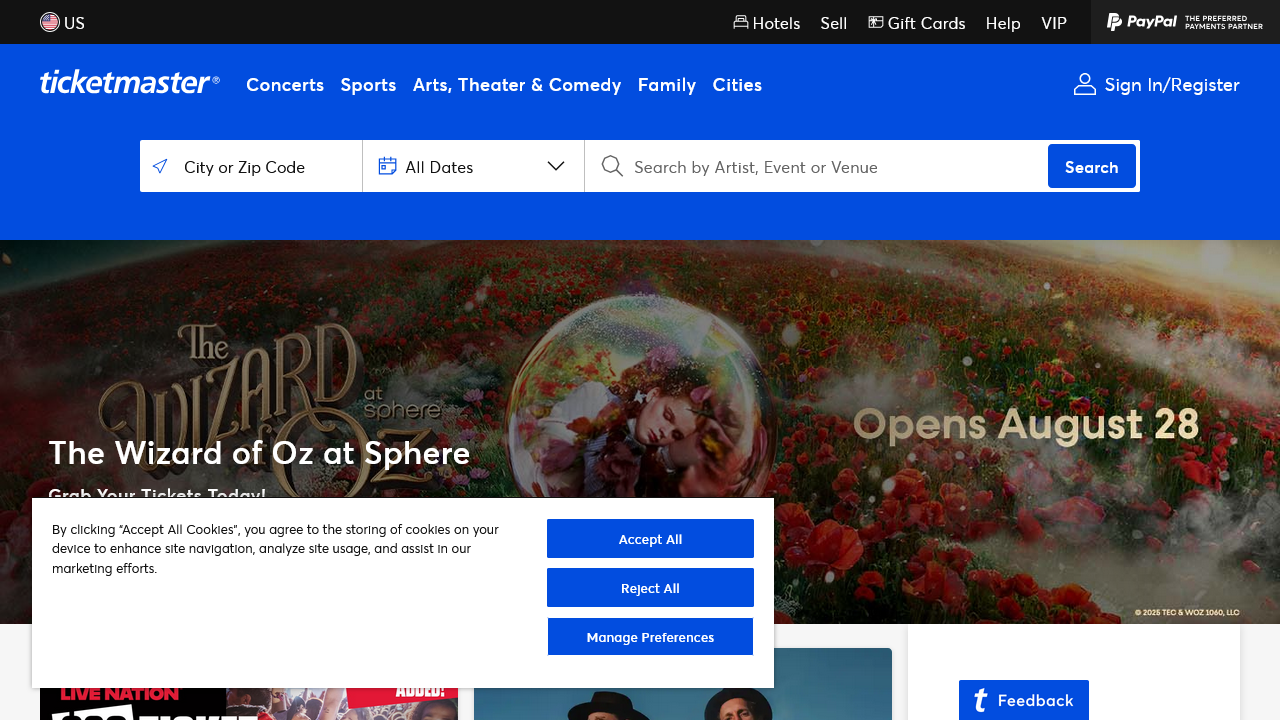 US
Hotels
Sell
Gift Cards
Help
VIP
PayPal
THE PREFERRED
PAYMENTS PARTNER
ticketmaster®
Concerts
Sports
Arts, Theater & Comedy
Family
Cities
Sign In/Register
City or Zip Code
All Dates
Search by Artist, Event or Venue
Search
The
WIZARD
of OZ
at
sphere
Opens August 28
The Wizard of Oz at Sphere
Grab Your Tickets Today!
© 2025 TEC & WOZ 1060, LLC
By clicking “Accept All Cookies”, you agree to the storing of cookies on your
device to enhance site navigation, analyze site usage, and assist in our
marketing efforts.
Accept All
Reject All
Manage Preferences
LIVE NATION
ADDED!
TICKET
t Feedback